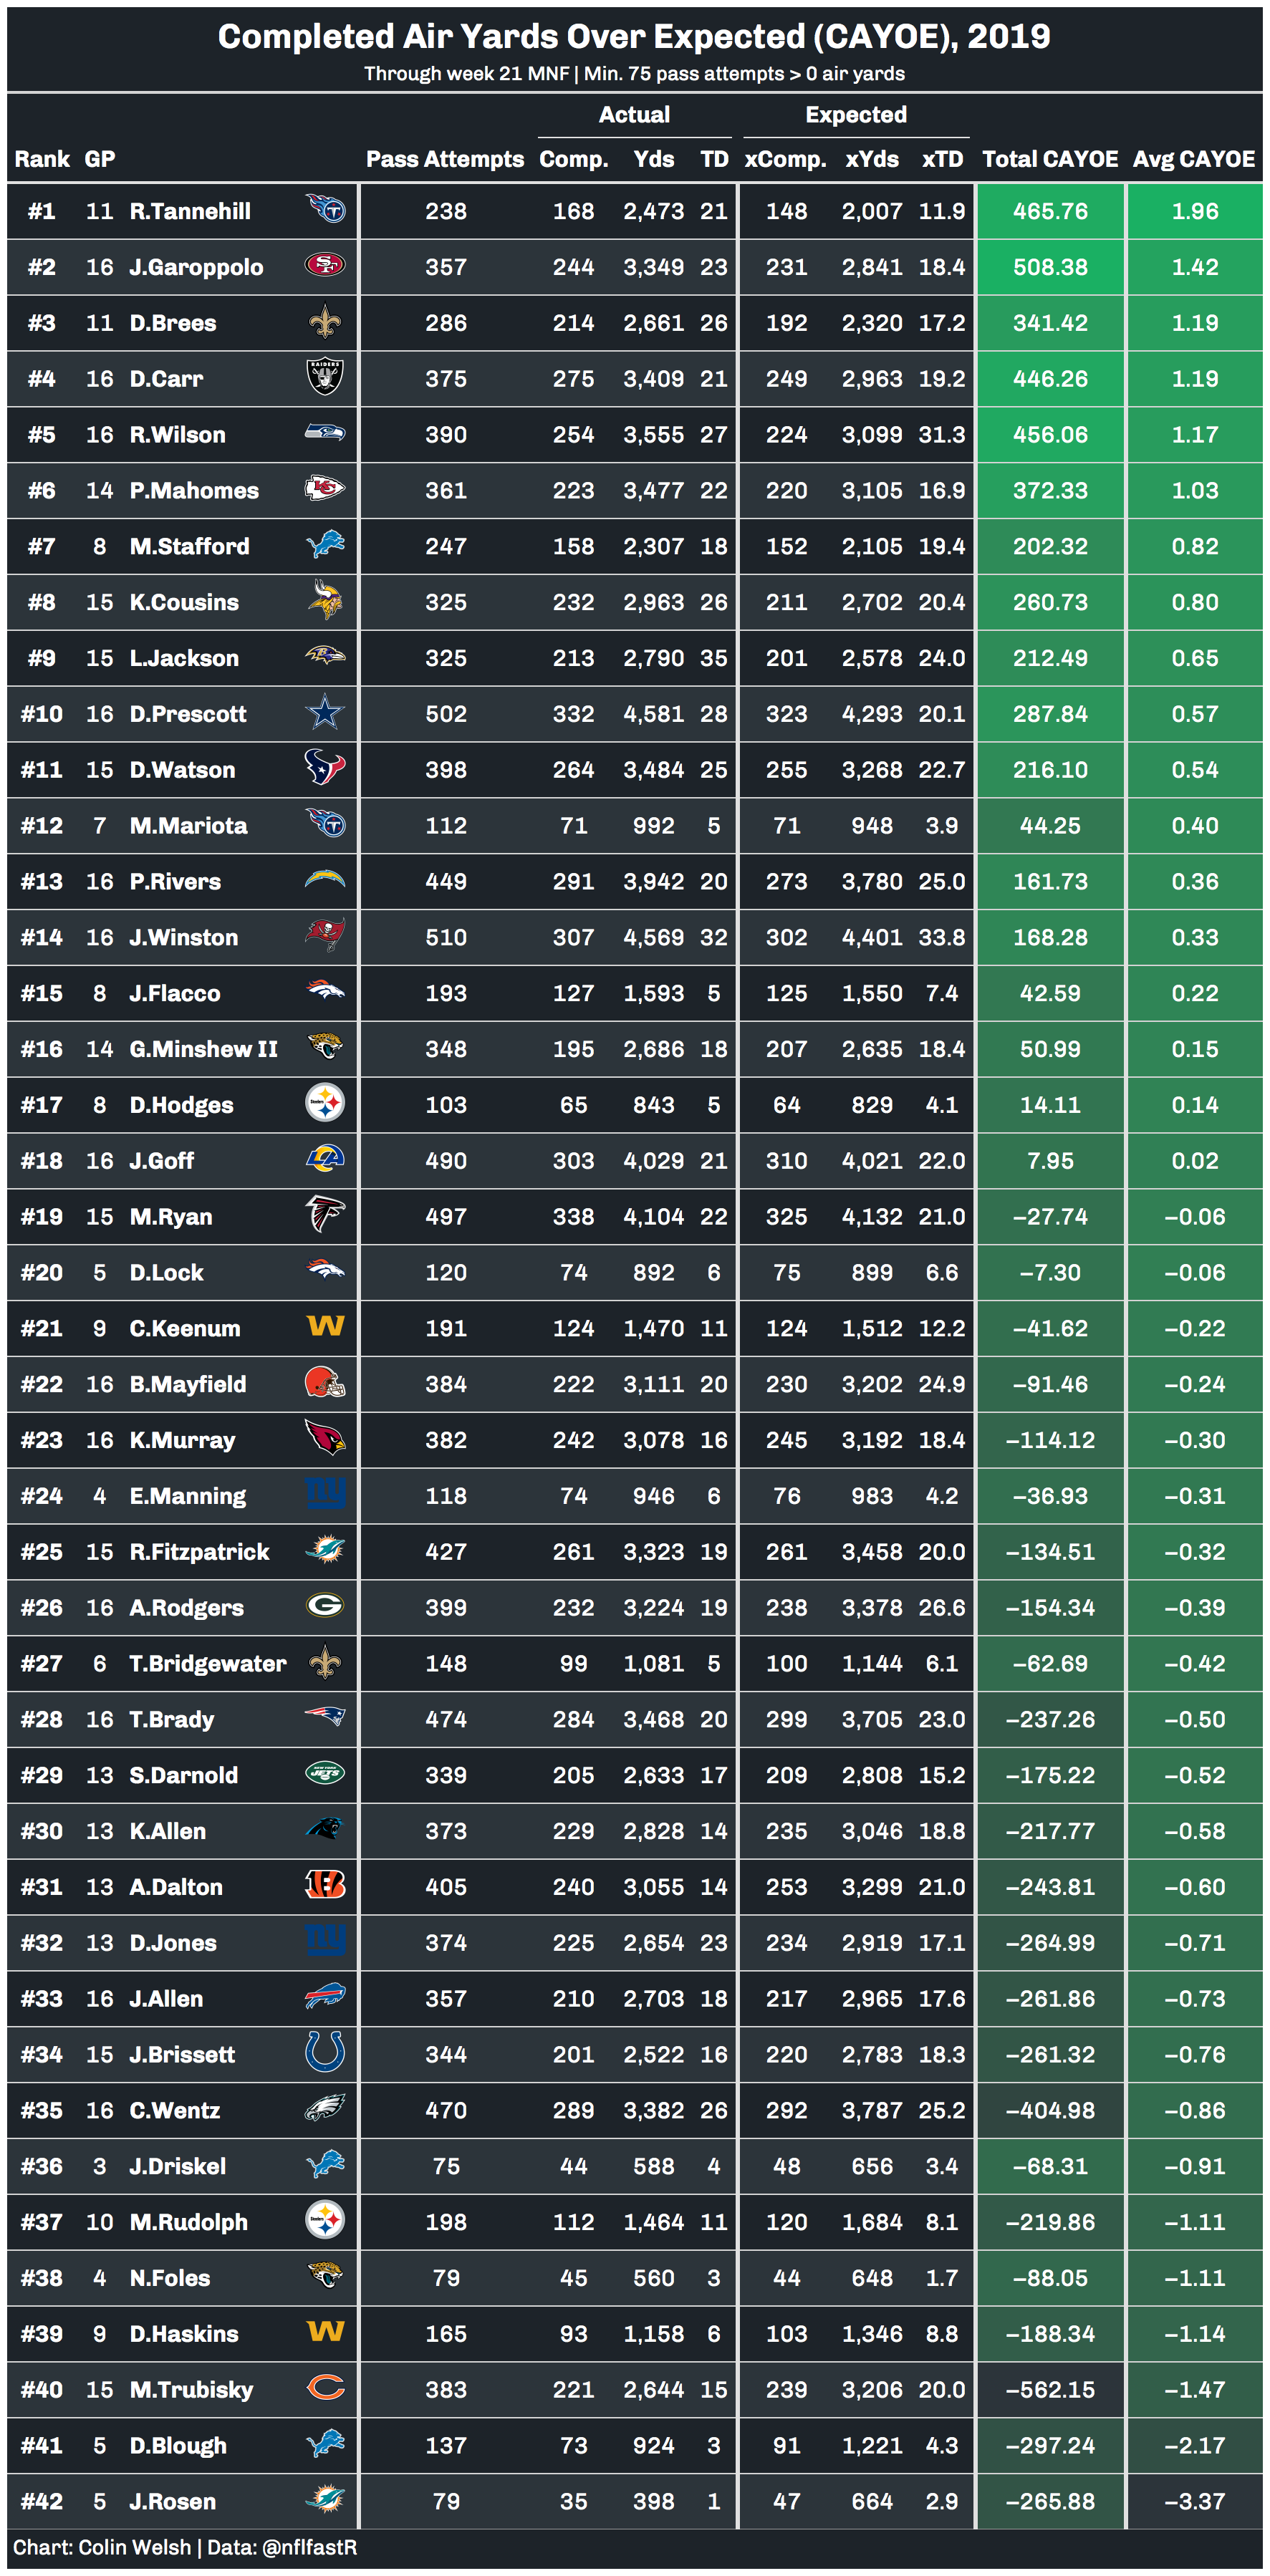 Completed Air Yards Over Expected (CAYOE), 2019
Through week 21 MNF | Min. 75 pass attempts > 0 air yards
Actual Expected
Rank GP Pass Attempts Comp. Yds TD xComp. xYds xTD Total CAYOE Avg CAYOE
#1 11 R.Tannehill 238 168 2,473 21 148 2,007 11.9 465.76 1.96
#2 16 J.Garoppolo 357 244 3,349 23 231 2,841 18.4 508.38 1.42
#3 11 D.Brees 286 214 2,661 26 192 2,320 17.2 341.42 1.19
#4 16 D.Carr RAIDERS 375 275 3,409 21 249 2,963 19.2 446.26 1.19
#5 16 R.Wilson 390 254 3,555 27 224 3,099 31.3 456.06 1.17
#6 14 P.Mahomes 361 223 3,477 22 220 3,105 16.9 372.33 1.03
#7 8 M.Stafford 247 158 2,307 18 152 2,105 19.4 202.32 0.82
#8 15 K.Cousins 325 232 2,963 26 211 2,702 20.4 260.73 0.80
#9 15 L.Jackson 325 213 2,790 35 201 2,578 24.0 212.49 0.65
#10 16 D.Prescott 502 332 4,581 28 323 4,293 20.1 287.84 0.57
#11 15 D.Watson 398 264 3,484 25 255 3,268 22.7 216.10 0.54
#12 7 M.Mariota 112 71 992 5 71 948 3.9 44.25 0.40
#13 16 P.Rivers 449 291 3,942 20 273 3,780 25.0 161.73 0.36
#14 16 J.Winston 510 307 4,569 32 302 4,401 33.8 168.28 0.33
#15 8 J.Flacco 193 127 1,593 5 125 1,550 7.4 42.59 0.22
#16 14 G.Minshew II 348 195 2,686 18 207 2,635 18.4 50.99 0.15
#17 8 D.Hodges Steelers 103 65 843 5 64 829 4.1 14.11 0.14
#18 16 J.Goff 490 303 4,029 21 310 4,021 22.0 7.95 0.02
#19 15 M.Ryan 497 338 4,104 22 325 4,132 21.0 −27.74 −0.06
#20 5 D.Lock 120 74 892 6 75 899 6.6 −7.30 −0.06
#21 9 C.Keenum W 191 124 1,470 11 124 1,512 12.2 −41.62 −0.22
#22 16 B.Mayfield 384 222 3,111 20 230 3,202 24.9 −91.46 −0.24
#23 16 K.Murray 382 242 3,078 16 245 3,192 18.4 −114.12 −0.30
#24 4 E.Manning ny 118 74 946 6 76 983 4.2 −36.93 −0.31
#25 15 R.Fitzpatrick 427 261 3,323 19 261 3,458 20.0 −134.51 −0.32
#26 16 A.Rodgers G 399 232 3,224 19 238 3,378 26.6 −154.34 −0.39
#27 6 T.Bridgewater 148 99 1,081 5 100 1,144 6.1 −62.69 −0.42
#28 16 T.Brady 474 284 3,468 20 299 3,705 23.0 −237.26 −0.50
#29 13 S.Darnold NEW YORK JETS 339 205 2,633 17 209 2,808 15.2 −175.22 −0.52
#30 13 K.Allen 373 229 2,828 14 235 3,046 18.8 −217.77 −0.58
#31 13 A.Dalton B 405 240 3,055 14 253 3,299 21.0 −243.81 −0.60
#32 13 D.Jones ny 374 225 2,654 23 234 2,919 17.1 −264.99 −0.71
#33 16 J.Allen 357 210 2,703 18 217 2,965 17.6 −261.86 −0.73
#34 15 J.Brissett 344 201 2,522 16 220 2,783 18.3 −261.32 −0.76
#35 16 C.Wentz 470 289 3,382 26 292 3,787 25.2 −404.98 −0.86
#36 3 J.Driskel 75 44 588 4 48 656 3.4 −68.31 −0.91
#37 10 M.Rudolph Steelers 198 112 1,464 11 120 1,684 8.1 −219.86 −1.11
#38 4 N.Foles 79 45 560 3 44 648 1.7 −88.05 −1.11
#39 9 D.Haskins W 165 93 1,158 6 103 1,346 8.8 −188.34 −1.14
#40 15 M.Trubisky C 383 221 2,644 15 239 3,206 20.0 −562.15 −1.47
#41 5 D.Blough 137 73 924 3 91 1,221 4.3 −297.24 −2.17
#42 5 J.Rosen 79 35 398 1 47 664 2.9 −265.88 −3.37
Chart: Colin Welsh | Data: @nflfastR